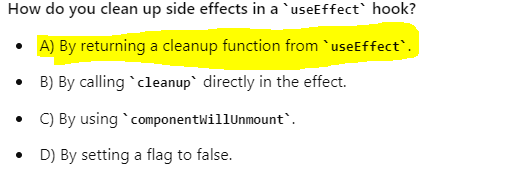 How do you clean up side effects in a `useEffect` hook?
• A) By returning a cleanup function from `useEffect`.
• B) By calling `cleanup` directly in the effect.
• C) By using `componentWillUnmount`.
• D) By setting a flag to false.